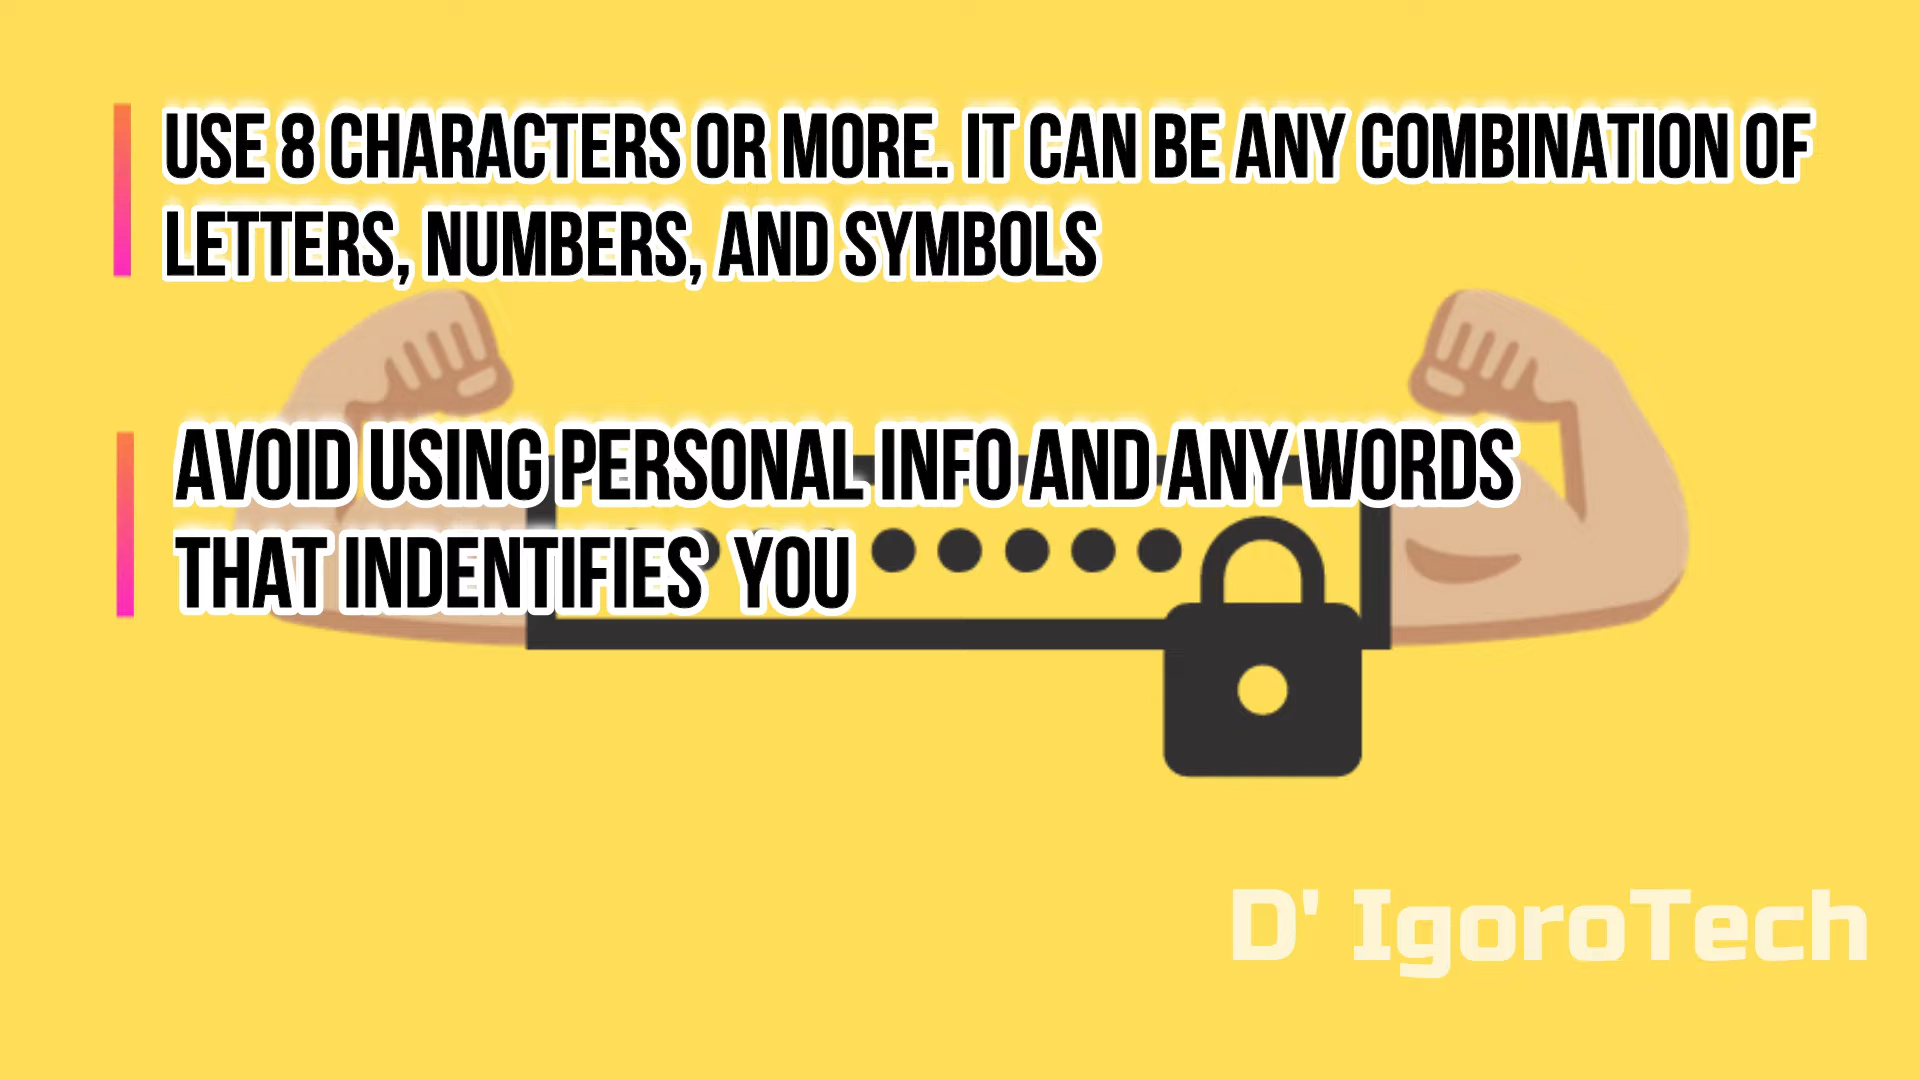 USE 8 CHARACTERS OR MORE. IT CAN BE ANY COMBINATION OF
LETTERS, NUMBERS, AND SYMBOLS
AVOID USING PERSONAL INFO AND ANY WORDS
THAT INDENTIFIES YOU
D' IgoroTech